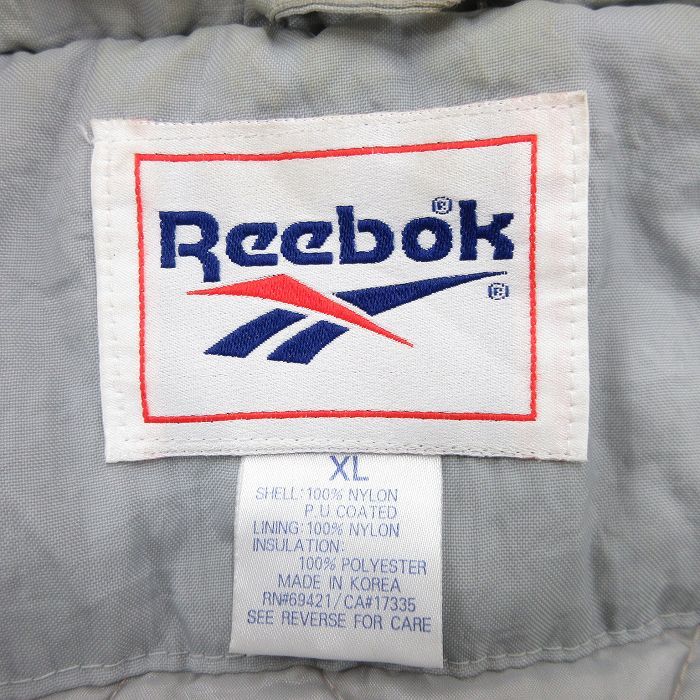 Reebok®
®
XL
SHELL: 100% NYLON
P.U COATED
LINING: 100% NYLON
INSULATION:
100% POLYESTER
MADE IN KOREA
RN#69421/CA#17335
SEE REVERSE FOR CARE